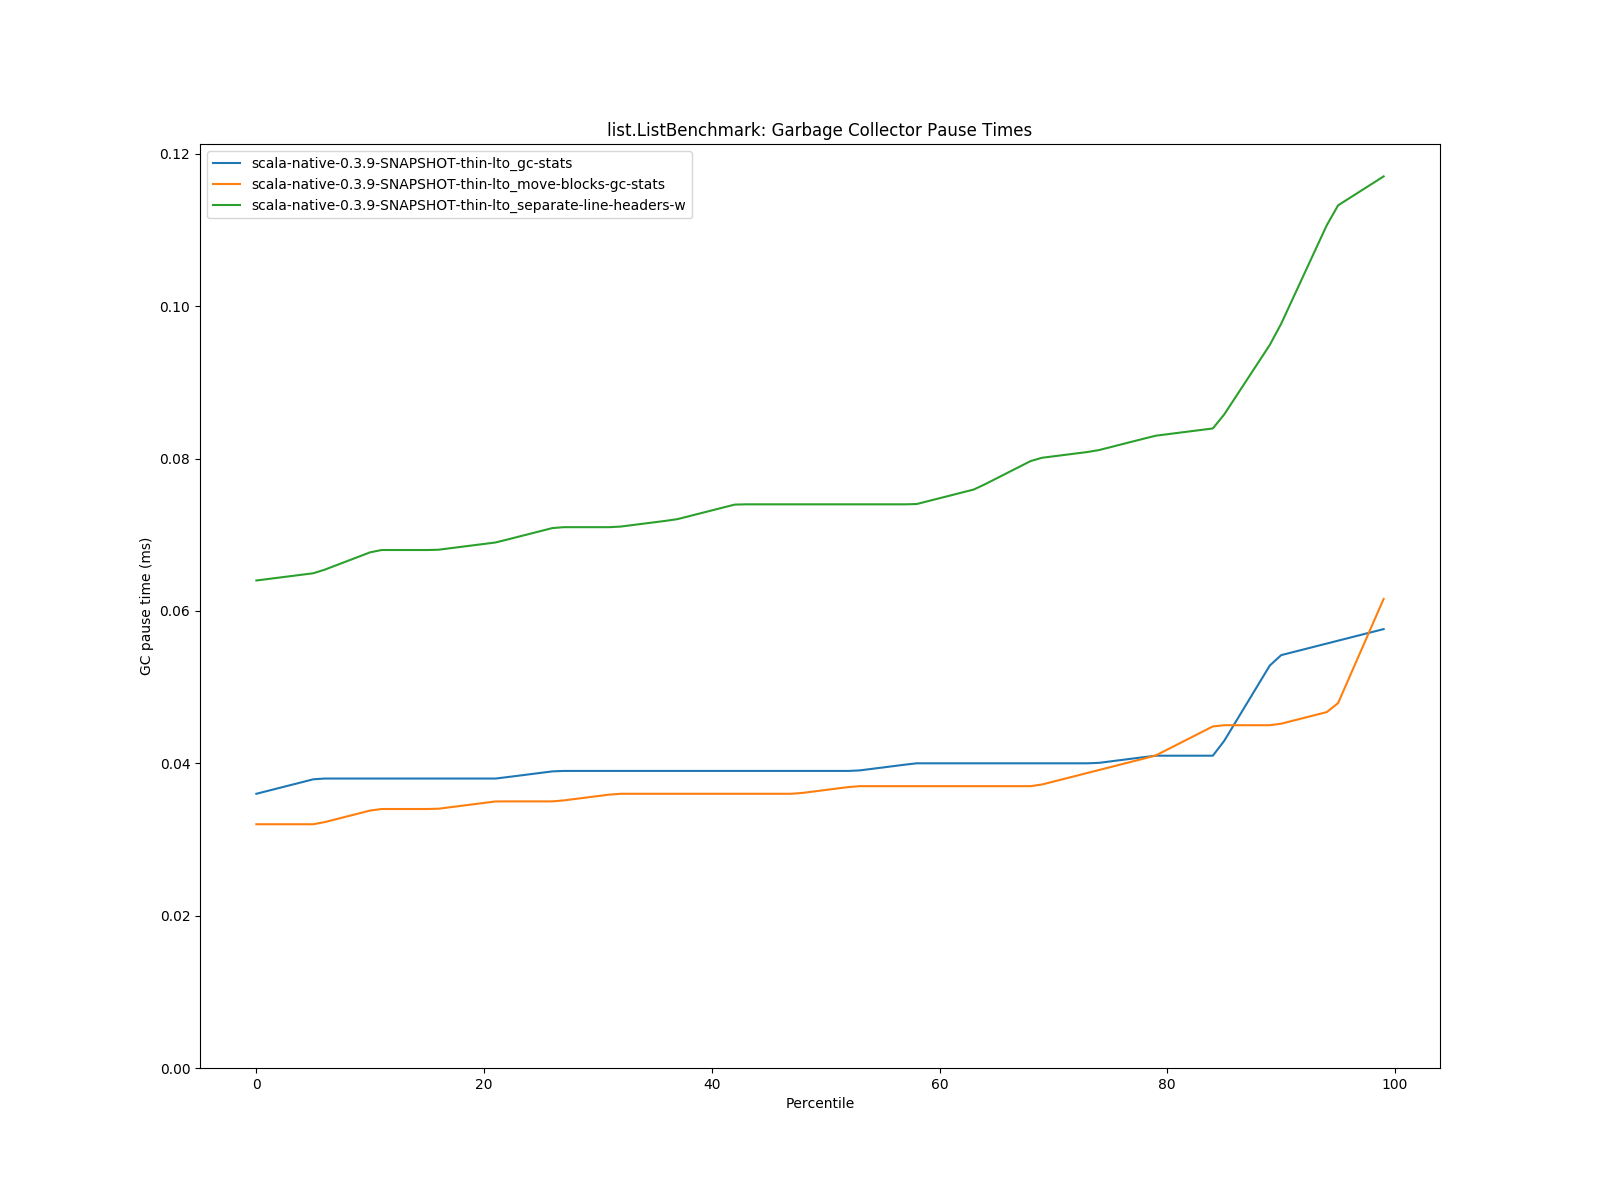 list.ListBenchmark: Garbage Collector Pause Times
scala-native-0.3.9-SNAPSHOT-thin-lto_gc-stats
scala-native-0.3.9-SNAPSHOT-thin-lto_move-blocks-gc-stats
scala-native-0.3.9-SNAPSHOT-thin-lto_separate-line-headers-w
GC pause time (ms)
0.12
0.10
0.08
0.06
0.04
0.02
0.00
0 20 40 60 80 100
Percentile